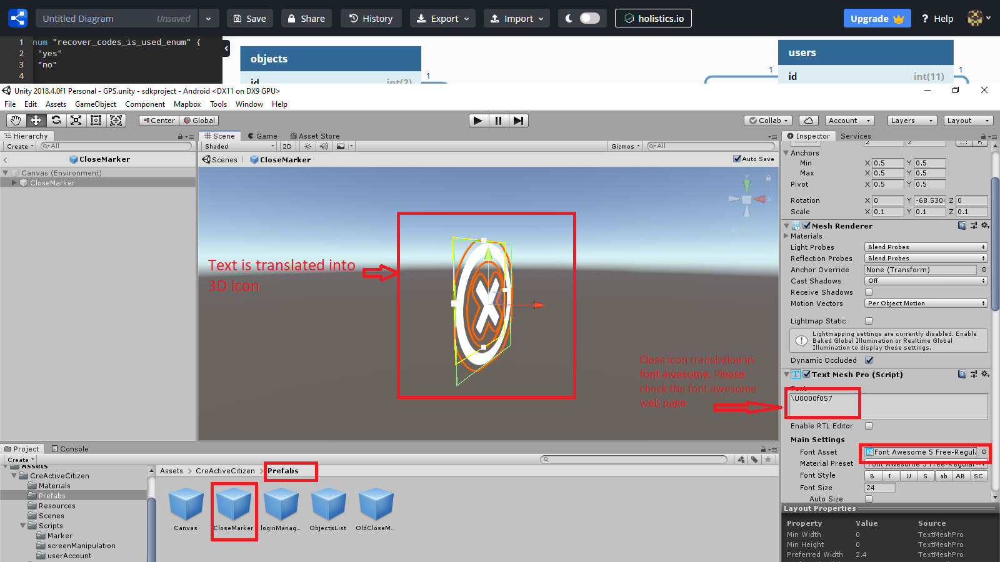 Untitled Diagram Unsaved Save Share History Export Import holistics.io Upgrade Help
1 num "recover_codes_is_used_enum" {
2 "yes"
3 "no"
4
objects
id int(2) 1
users
1 id int(11) 1
Unity 2018.4.0f1 Personal - GPS.unity - sdkproject - Android <DX11 on DX9 GPU>
File Edit Assets GameObject Component Mapbox Tools Window Help
Center Global Collab Account Layers Layout
Hierarchy
Create All
CloseMarker
Canvas (Environment)
CloseMarker
Scene Game Asset Store
Shaded 2D Gizmos All
Scenes CloseMarker Auto Save
Text is translated into
3D icon
Close icon translation in
font awesome. Please
check the font awesome
web page
Inspector Services
Anchors
Min X 0.5 Y 0.5
Max X 0.5 Y 0.5
Pivot X 0.5 Y 0.5
Rotation X 0 Y -68.530 Z 0
Scale X 0.1 Y 0.1 Z 0.1
Mesh Renderer
Materials
Light Probes Blend Probes
Reflection Probes Blend Probes
Anchor Override None (Transform)
Cast Shadows Off
Receive Shadows
Motion Vectors Per Object Motion
Lightmap Static
Lightmapping settings are currently disabled. Enable
Baked Global Illumination or Realtime Global
Illumination to display these settings.
Dynamic Occluded
Text Mesh Pro (Script)
Text
\U0000f057
Enable RTL Editor
Main Settings
Font Asset Font Awesome 5 Free-Regul
Material Preset Font Awesome 5 Free-Regular
Font Style B I U S ab AB SC
Font Size 24
Auto Size
Layout Properties
Property Value Source
Min Width 0 TextMeshPro
Min Height 0 TextMeshPro
Preferred Width 2.4 TextMeshPro
Project Console
Create
Assets
CreActiveCitizen
Materials
Prefabs
Resources
Scenes
Scripts
Marker
screenManipulation
userAccount
Assets > CreActiveCitizen > Prefabs
Canvas CloseMarker loginManag... ObjectsList OldCloseM...